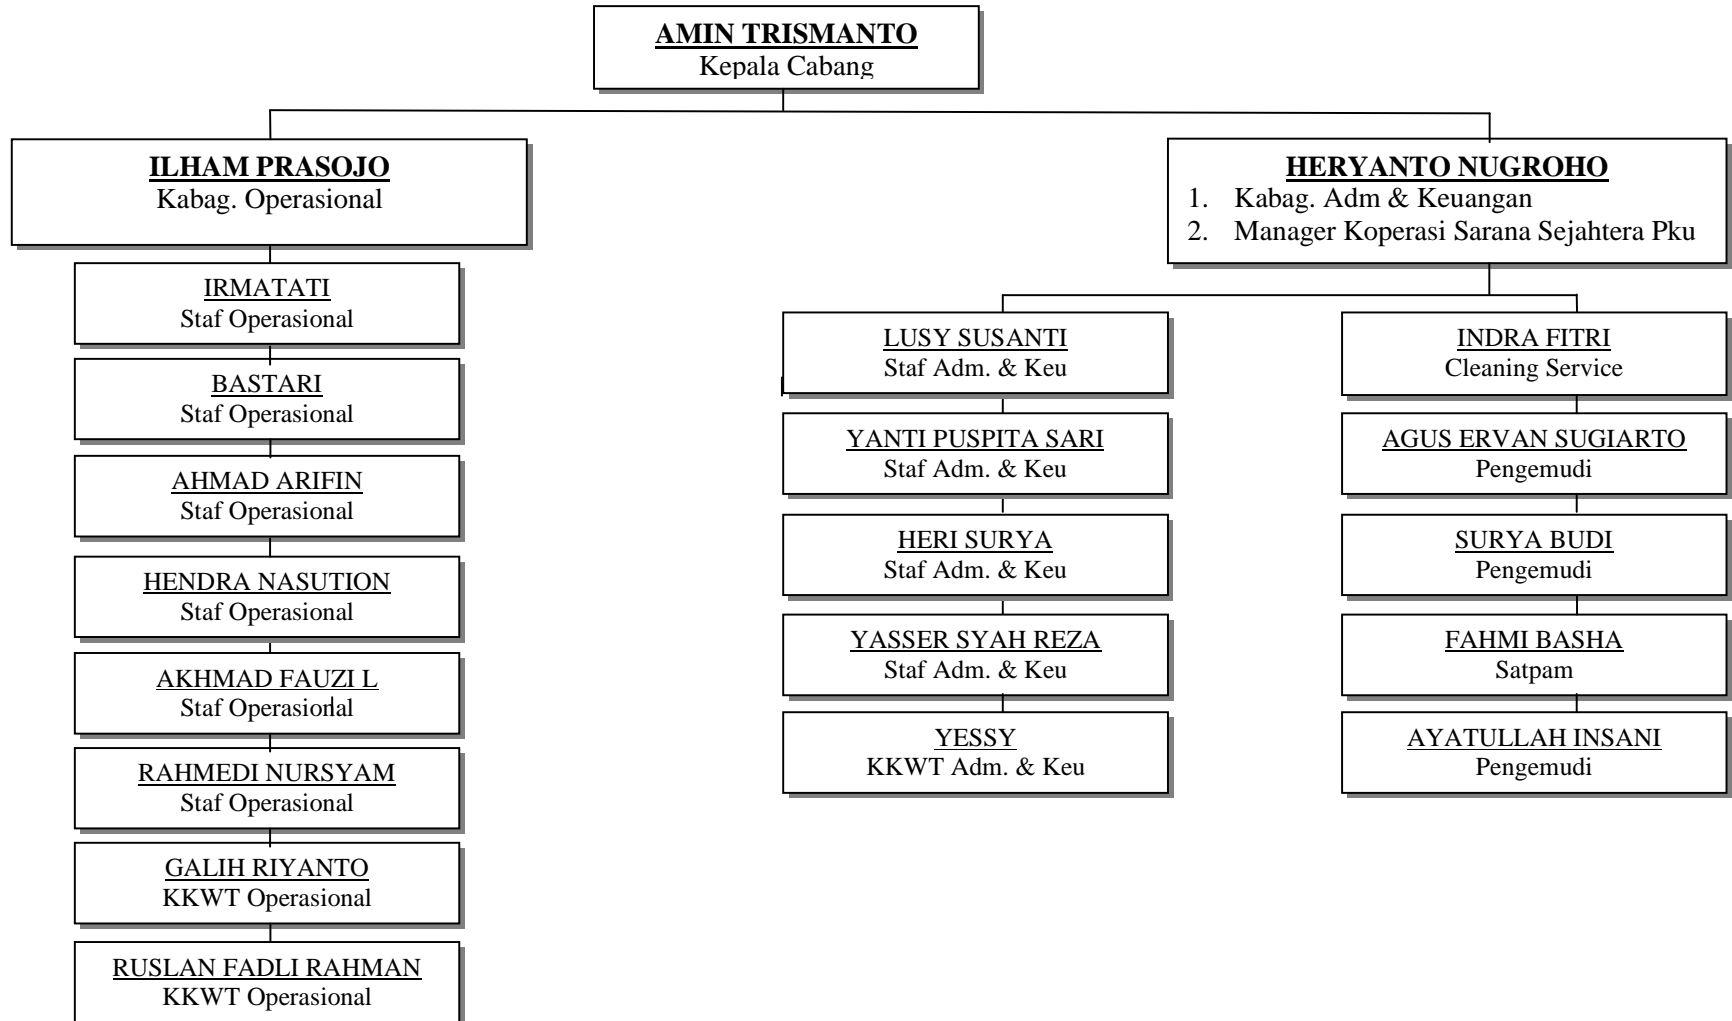 AMIN TRISMANTO
Kepala Cabang
ILHAM PRASOJO
Kabag. Operasional
HERYANTO NUGROHO
1. Kabag. Adm & Keuangan
2. Manager Koperasi Sarana Sejahtera Pku
IRMATATI
Staf Operasional
BASTARI
Staf Operasional
AHMAD ARIFIN
Staf Operasional
HENDRA NASUTION
Staf Operasional
AKHMAD FAUZI L
Staf Operasional
RAHMEDI NURSYAM
Staf Operasional
GALIH RIYANTO
KKWT Operasional
RUSLAN FADLI RAHMAN
KKWT Operasional
LUSY SUSANTI
Staf Adm. & Keu
YANTI PUSPITA SARI
Staf Adm. & Keu
HERI SURYA
Staf Adm. & Keu
YASSER SYAH REZA
Staf Adm. & Keu
YESSY
KKWT Adm. & Keu
INDRA FITRI
Cleaning Service
AGUS ERVAN SUGIARTO
Pengemudi
SURYA BUDI
Pengemudi
FAHMI BASHA
Satpam
AYATULLAH INSANI
Pengemudi